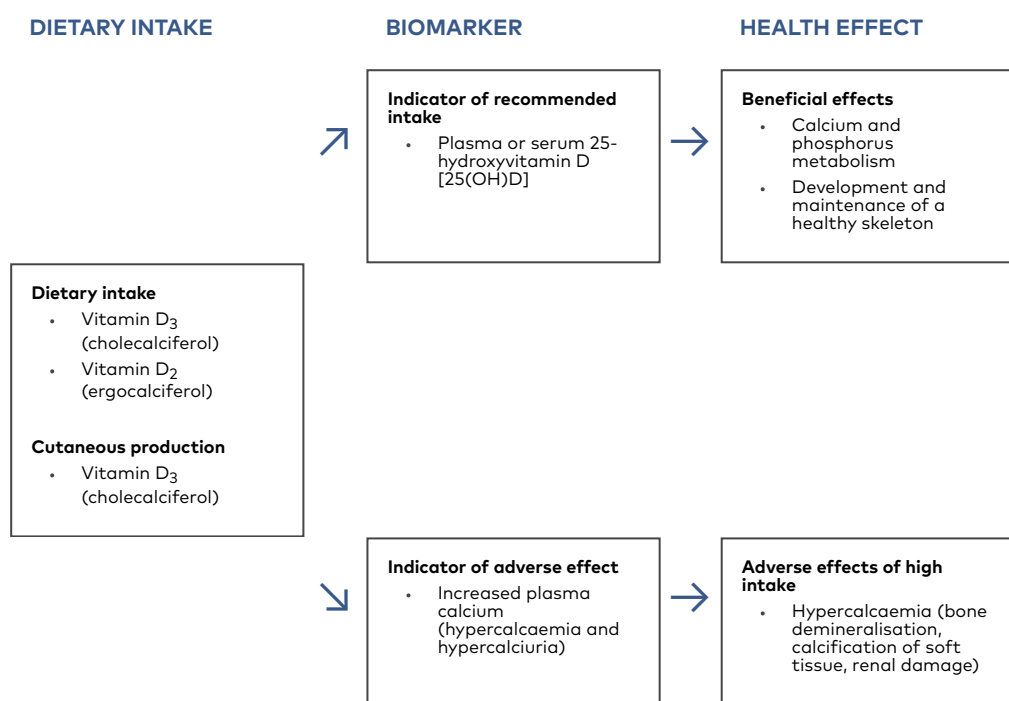 DIETARY INTAKE
BIOMARKER
HEALTH EFFECT
Dietary intake
• Vitamin D3
(cholecalciferol)
• Vitamin D2
(ergocalciferol)
Cutaneous production
• Vitamin D3
(cholecalciferol)
Indicator of recommended
intake
• Plasma or serum 25-
hydroxyvitamin D
[25(OH)D]
Beneficial effects
• Calcium and
phosphorus
metabolism
• Development and
maintenance of a
healthy skeleton
Indicator of adverse effect
• Increased plasma
calcium
(hypercalcaemia and
hypercalciuria)
Adverse effects of high
intake
• Hypercalcaemia (bone
demineralisation,
calcification of soft
tissue, renal damage)